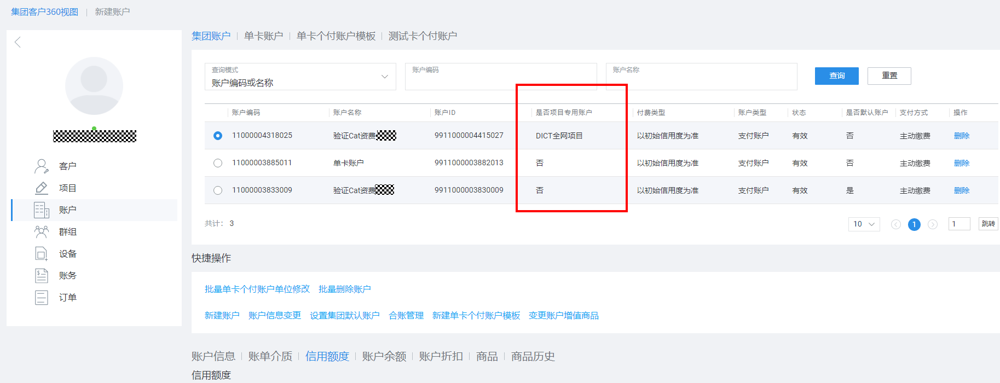 集团客户360视图 | 新建账户
客户
项目
账户
群组
设备
账务
订单
集团账户 | 单卡账户 | 单卡个付账户模板 | 测试卡个付账户
查询模式
账户编码或名称
账户编码
账户名称
查询 重置
账户编码 账户名称 账户ID 是否项目专用账户 付费类型 账户类型 状态 是否默认账户 支付方式 操作
11000004318025 验证Cat资费 9911000004415027 DICT全网项目 以初始信用度为准 支付账户 有效 否 主动缴费 删除
11000003885011 单卡账户 9911000003882013 否 以初始信用度为准 支付账户 有效 否 主动缴费 删除
11000003833009 验证Cat资费 9911000003830009 否 以初始信用度为准 支付账户 有效 是 主动缴费 删除
共计： 3
10 1 1 跳转
快捷操作
批量单卡个付账户单位修改 批量删除账户
新建账户 账户信息变更 设置集团默认账户 合账管理 新建单卡个付账户模板 变更账户增值商品
账户信息 | 账单介质 | 信用额度 | 账户余额 | 账户折扣 | 商品 | 商品历史
信用额度